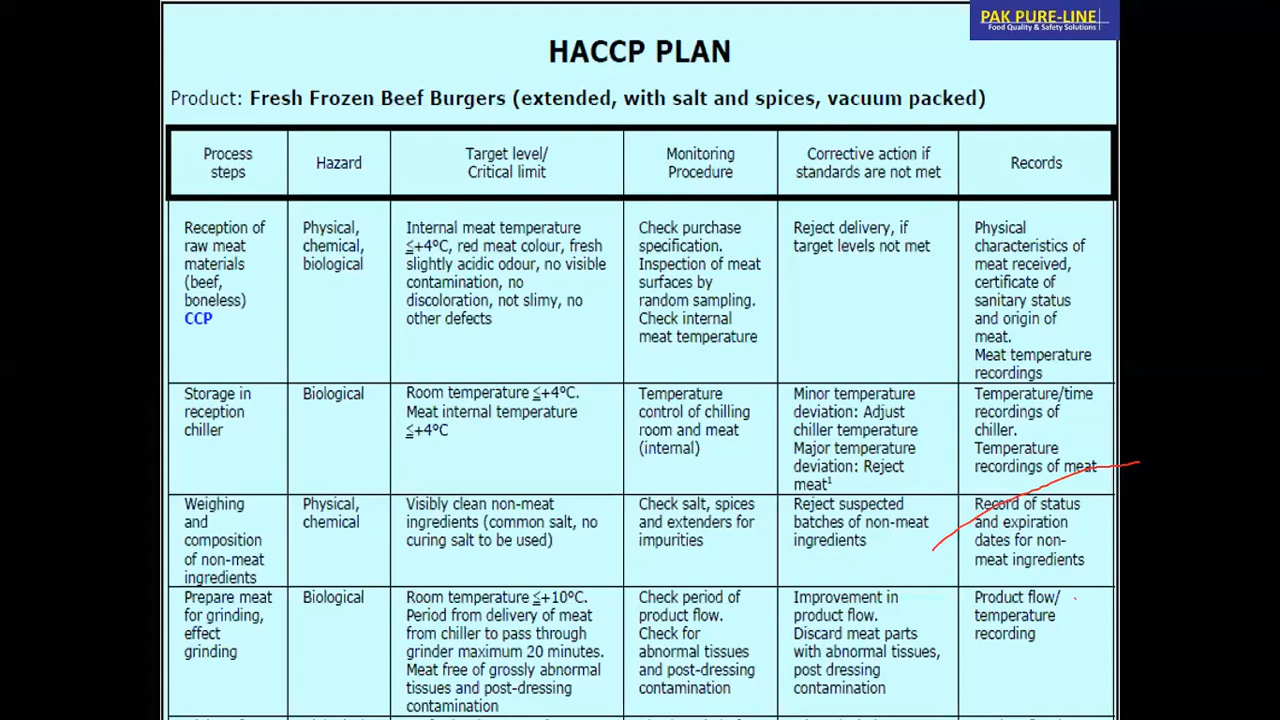 PAK PURE-LINE
Food Quality & Safety Solutions
HACCP PLAN
Product: Fresh Frozen Beef Burgers (extended, with salt and spices, vacuum packed)
Process
steps
Hazard
Target level/
Critical limit
Monitoring
Procedure
Corrective action if
standards are not met
Records
Reception of
raw meat
materials
(beef,
boneless)
CCP
Physical,
chemical,
biological
Internal meat temperature
≤+4ºC, red meat colour, fresh
slightly acidic odour, no visible
contamination, no
discoloration, not slimy, no
other defects
Check purchase
specification.
Inspection of meat
surfaces by
random sampling.
Check internal
meat temperature
Reject delivery, if
target levels not met
Physical
characteristics of
meat received,
certificate of
sanitary status
and origin of
meat.
Meat temperature
recordings
Storage in
reception
chiller
Biological
Room temperature ≤+4ºC.
Meat internal temperature
≤+4ºC
Temperature
control of chilling
room and meat
(internal)
Minor temperature
deviation: Adjust
chiller temperature
Major temperature
deviation: Reject
meat¹
Temperature/time
recordings of
chiller.
Temperature
recordings of meat
Weighing
and
composition
of non-meat
ingredients
Physical,
chemical
Visibly clean non-meat
ingredients (common salt, no
curing salt to be used)
Check salt, spices
and extenders for
impurities
Reject suspected
batches of non-meat
ingredients
Record of status
and expiration
dates for non-
meat ingredients
Prepare meat
for grinding,
effect
grinding
Biological
Room temperature ≤+10ºC.
Period from delivery of meat
from chiller to pass through
grinder maximum 20 minutes.
Meat free of grossly abnormal
tissues and post-dressing
contamination
Check period of
product flow.
Check for
abnormal tissues
and post-dressing
contamination
Improvement in
product flow.
Discard meat parts
with abnormal tissues,
post dressing
contamination
Product flow/
temperature
recording